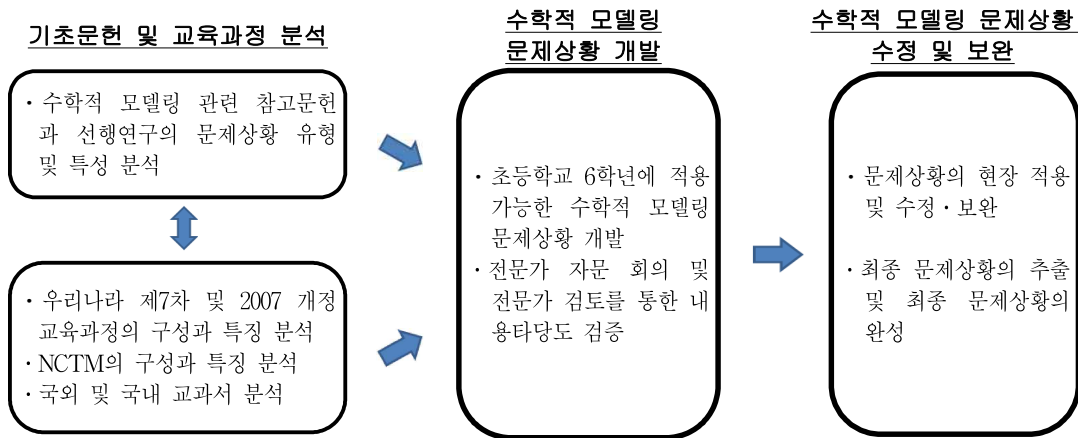 기초문헌 및 교육과정 분석
· 수학적 모델링 관련 참고문헌
과 선행연구의 문제상황 유형
및 특성 분석
· 우리나라 제7차 및 2007 개정
교육과정의 구성과 특징 분석
· NCTM의 구성과 특징 분석
· 국외 및 국내 교과서 분석
수학적 모델링
문제상황 개발
· 초등학교 6학년에 적용
가능한 수학적 모델링
문제상황 개발
· 전문가 자문 회의 및
전문가 검토를 통한 내
용타당도 검증
수학적 모델링 문제상황
수정 및 보완
· 문제상황의 현장 적용
및 수정·보완
· 최종 문제상황의 추출
및 최종 문제상황의
완성